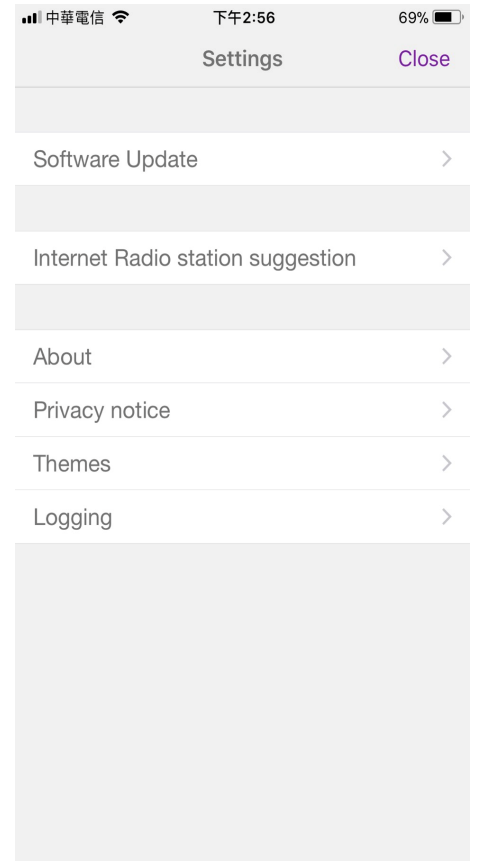 中華電信 下午2:56 69%
Settings Close
Software Update
Internet Radio station suggestion
About
Privacy notice
Themes
Logging